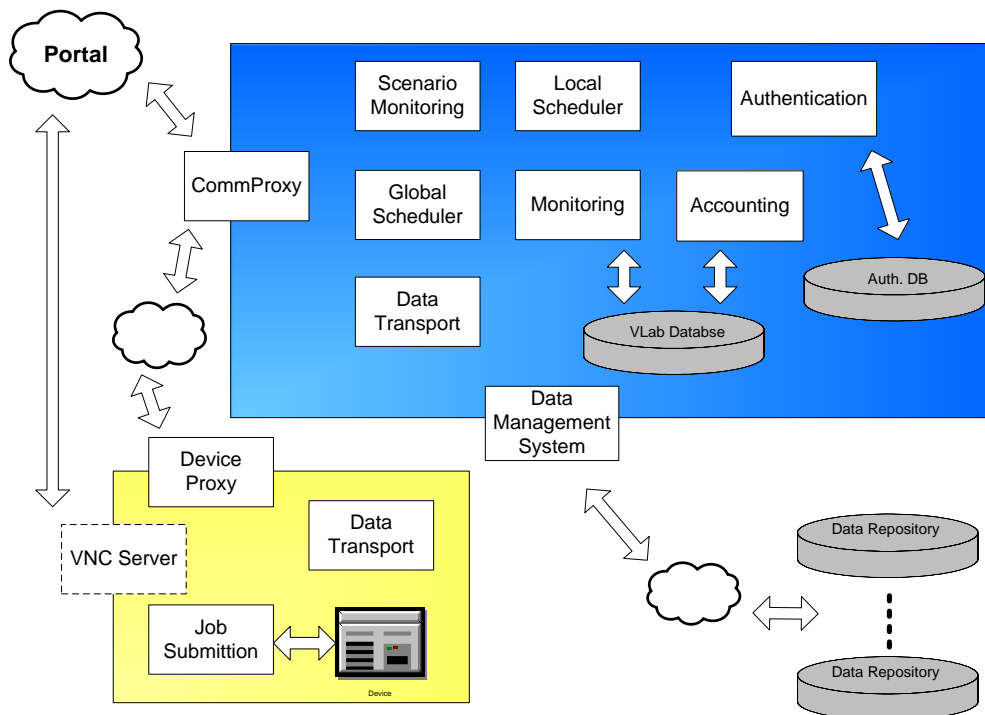 Portal
Scenario
Monitoring
Local
Scheduler
Authentication
CommProxy
Global
Scheduler
Monitoring
Accounting
Auth. DB
Data
Transport
VLab Databse
Data
Management
System
Device
Proxy
Data
Transport
VNC Server
Data Repository
Job
Submittion
Device
Data Repository